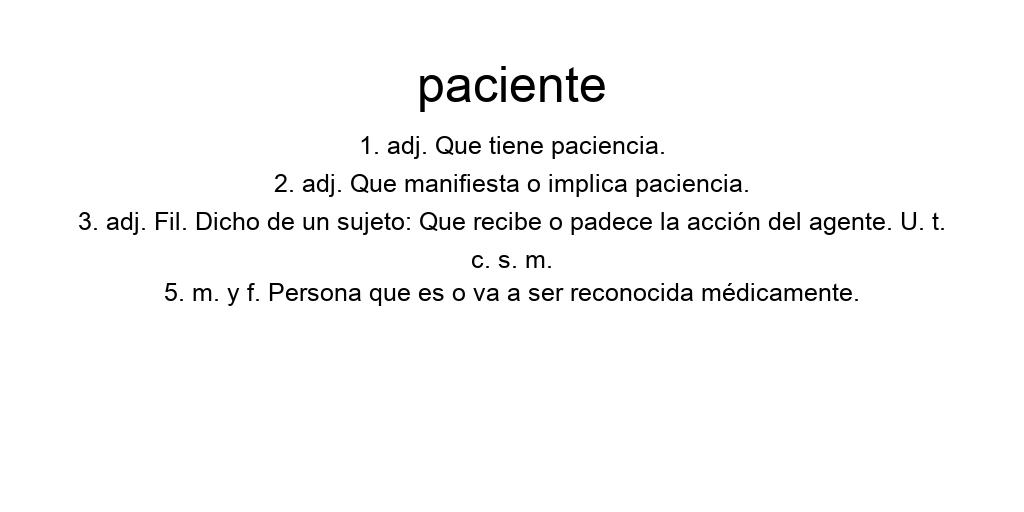 paciente
1. adj. Que tiene paciencia.
2. adj. Que manifiesta o implica paciencia.
3. adj. Fil. Dicho de un sujeto: Que recibe o padece la acción del agente. U. t.
c. s. m.
5. m. y f. Persona que es o va a ser reconocida médicamente.